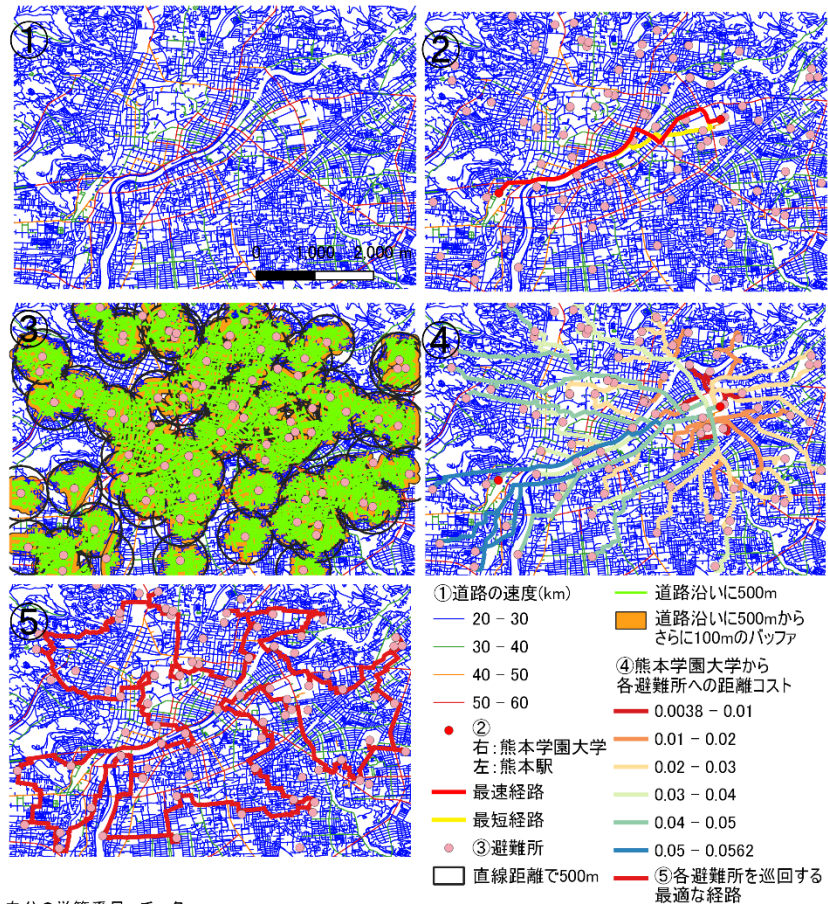 ①
②
0 1,000 2,000 m
③
④
⑤
①道路の速度(km)
20 - 30
30 - 40
40 - 50
50 - 60
②
右:熊本学園大学
左:熊本駅
最速経路
最短経路
③避難所
直線距離で500m
道路沿いに500m
道路沿いに500mから
さらに100mのバッファ
④熊本学園大学から
各避難所への距離コスト
0.0038 - 0.01
0.01 - 0.02
0.02 - 0.03
0.03 - 0.04
0.04 - 0.05
0.05 - 0.0562
⑤各避難所を巡回する
最適な経路